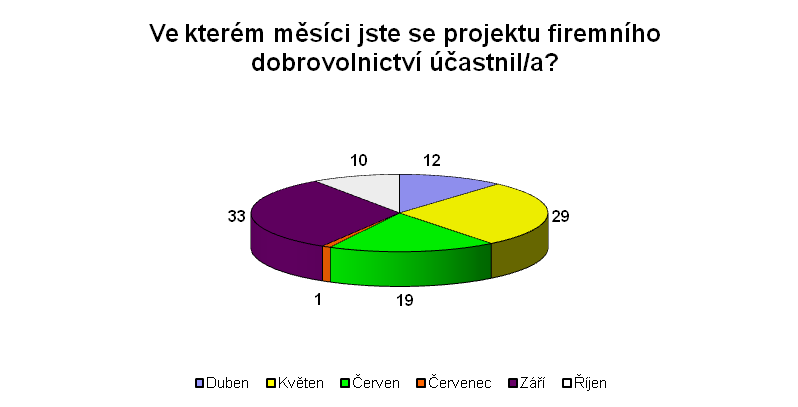 Ve kterém měsíci jste se projektu firemního
dobrovolnictví účastnil/a?
10
12
33
29
1
19
Duben
Květen
Červen
Červenec
Září
Říjen